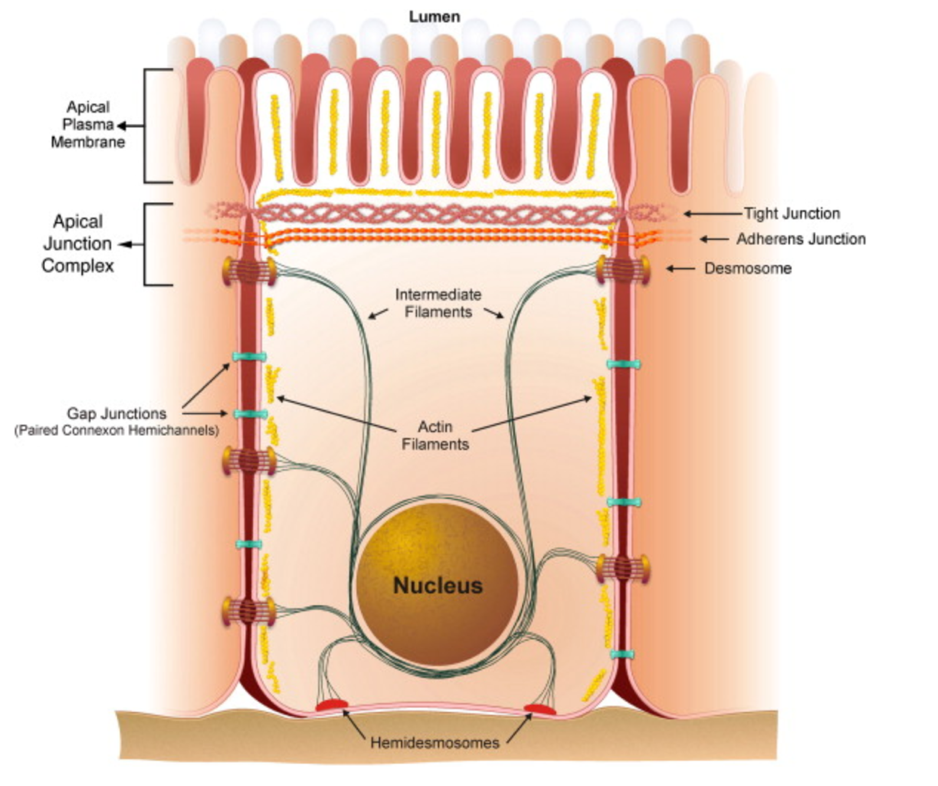 Lumen
Apical
Plasma
Membrane
Apical
Junction
Complex
Tight Junction
Adherens Junction
Desmosome
Intermediate
Filaments
Gap Junctions
(Paired Connexon Hemichannels)
Actin
Filaments
Nucleus
Hemidesmosomes